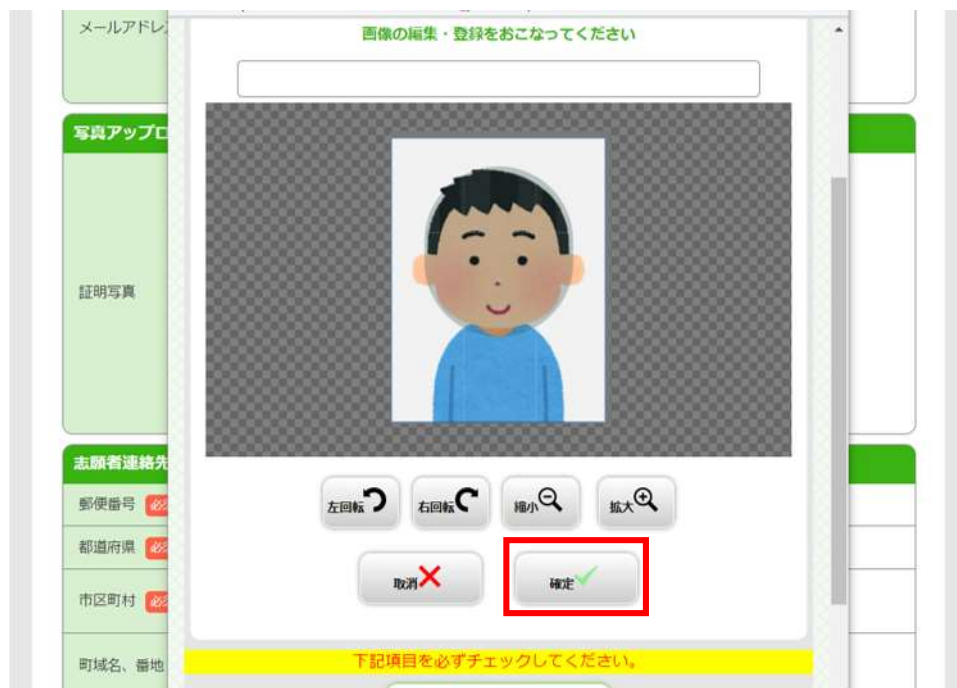 メールアドレ
画像の編集・登録をおこなってください
写真アップロ
証明写真
志願者連絡先
郵便番号 必
都道府県 必
市区町村 必
町域名、番地
左回転 右回転 縮小 拡大
取消 確定
下記項目を必ずチェックしてください。